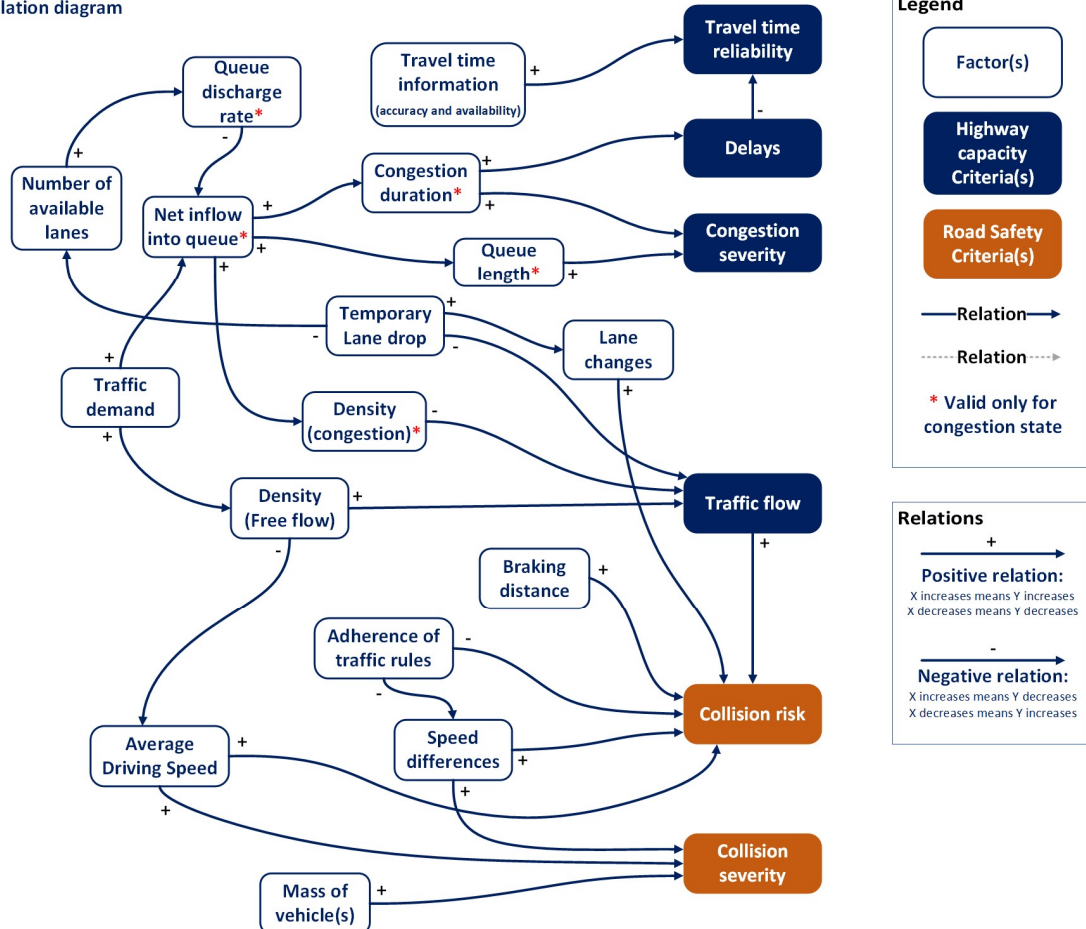 lation diagram
Queue
discharge
rate*
-
Travel time
information
(accuracy and availability)
+
Travel time
reliability
-
Delays
Number of
available
lanes
+
Net inflow
into queue*
+
+
+
Congestion
duration*
+
+
Congestion
severity
Queue
length*
+
Temporary
Lane drop
+
-
-
Lane
changes
+
Traffic
demand
+
+
Density
(congestion)*
-
Density
(Free flow)
+
-
Traffic flow
+
Braking
distance
+
Adherence of
traffic rules
-
-
Collision risk
Average
Driving Speed
+
+
Speed
differences
+
+
Collision
severity
Mass of
vehicle(s)
+
Legend
Factor(s)
Highway
capacity
Criteria(s)
Road Safety
Criteria(s)
Relation
Relation
* Valid only for
congestion state
Relations
+
Positive relation:
X increases means Y increases
X decreases means Y decreases
-
Negative relation:
X increases means Y decreases
X decreases means Y increases